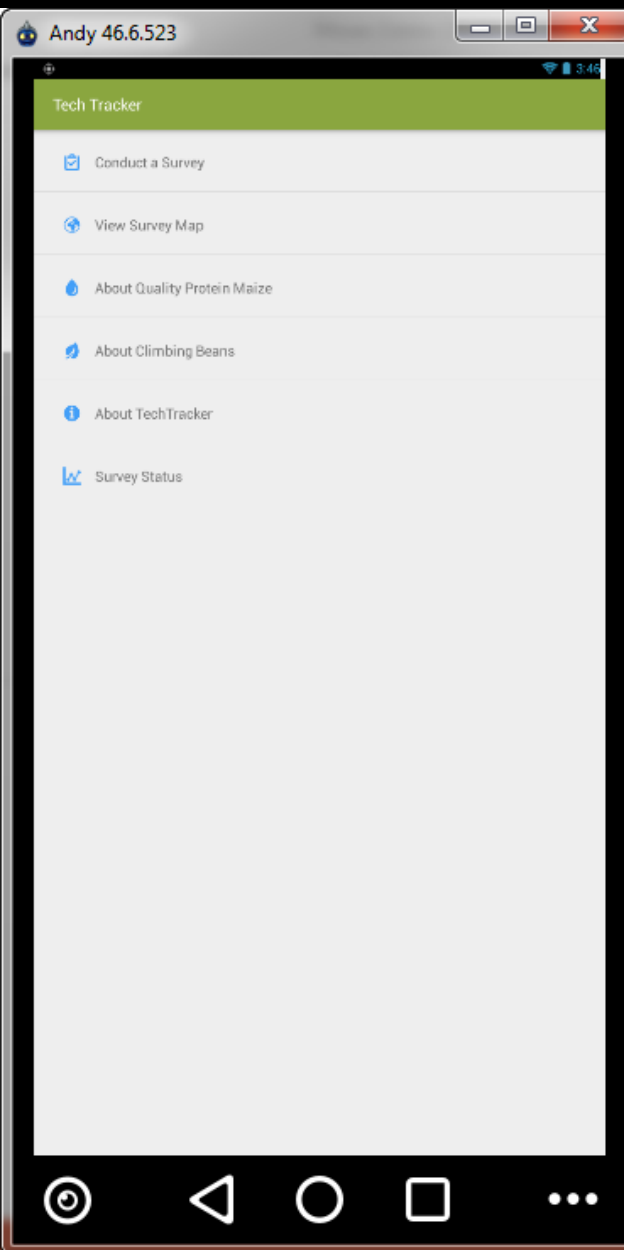 Andy 46.6.523
3:46
Tech Tracker
Conduct a Survey
View Survey Map
About Quality Protein Maize
About Climbing Beans
About TechTracker
Survey Status